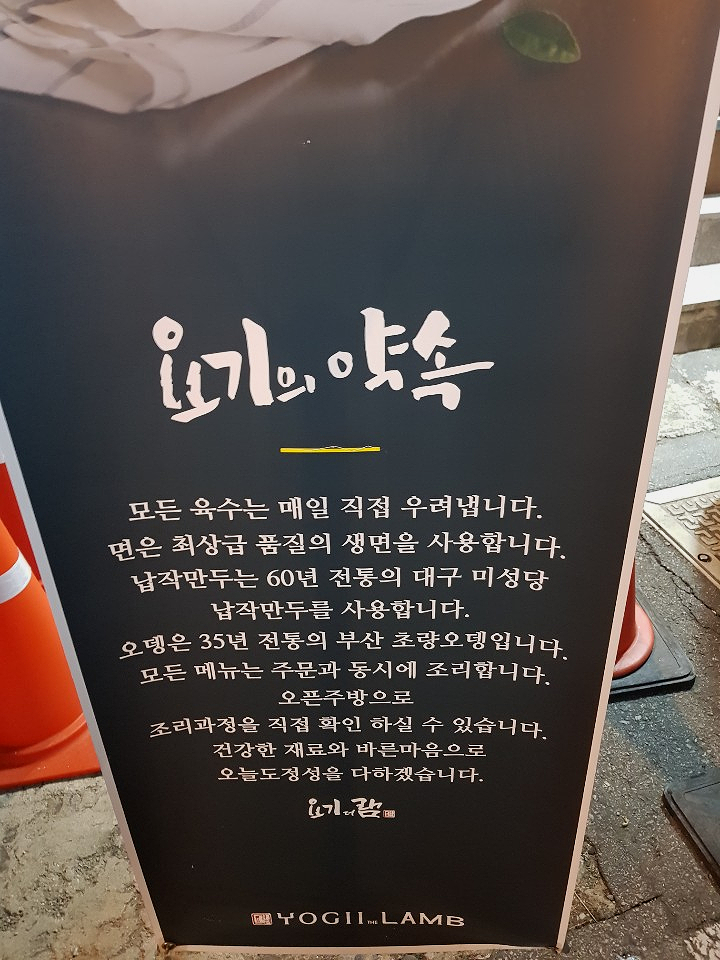 요기의 약속
모든 육수는 매일 직접 우려냅니다.
면은 최상급 품질의 생면을 사용합니다.
납작만두는 60년 전통의 대구 미성당
납작만두를 사용합니다.
오뎅은 35년 전통의 부산 초량오뎅입니다.
모든 메뉴는 주문과 동시에 조리합니다.
오픈주방으로
조리과정을 직접 확인 하실 수 있습니다.
건강한 재료와 바른마음으로
오늘도정성을 다하겠습니다.
요기더램
YOGII THE LAMB